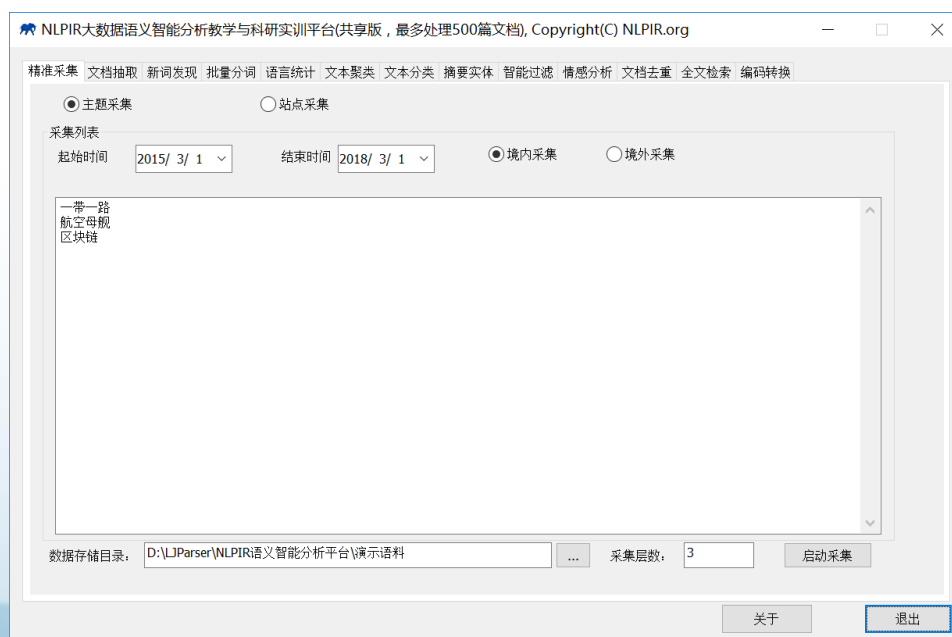 NLPIR大数据语义智能分析教学与科研实训平台(共享版，最多处理500篇文档), Copyright(C) NLPIR.org
精准采集 文档抽取 新词发现 批量分词 语言统计 文本聚类 文本分类 摘要实体 智能过滤 情感分析 文档去重 全文检索 编码转换
主题采集 站点采集
采集列表
起始时间 2015/ 3/ 1 结束时间 2018/ 3/ 1 境内采集 境外采集
一带一路
航空母舰
区块链
数据存储目录： D:\LJParser\NLPIR语义智能分析平台\演示语料 ... 采集层数： 3 启动采集
关于 退出